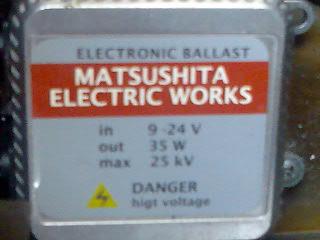 ELECTRONIC BALLAST
MATSUSHITA
ELECTRIC WORKS
in 9-24 V
out 35 W
max 25 kV
DANGER
higt voltage